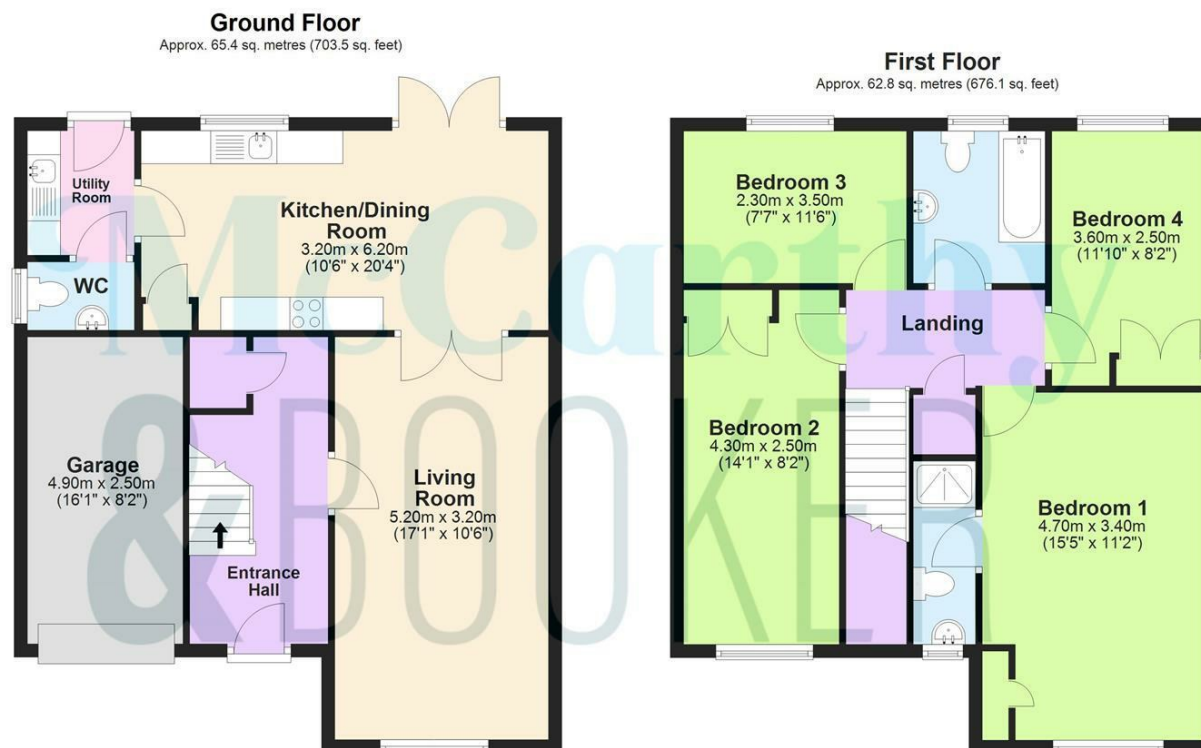 Ground Floor
Approx. 65.4 sq. metres (703.5 sq. feet)
Utility
Room
Kitchen/Dining
Room
3.20m x 6.20m
(10'6" x 20'4")
WC
Garage
4.90m x 2.50m
(16'1" x 8'2")
Living
Room
5.20m x 3.20m
(17'1" x 10'6")
Entrance
Hall
First Floor
Approx. 62.8 sq. metres (676.1 sq. feet)
Bedroom 3
2.30m x 3.50m
(7'7" x 11'6")
Bedroom 4
3.60m x 2.50m
(11'10" x 8'2")
Landing
Bedroom 2
4.30m x 2.50m
(14'1" x 8'2")
Bedroom 1
4.70m x 3.40m
(15'5" x 11'2")
McCarthy
&BOOKER